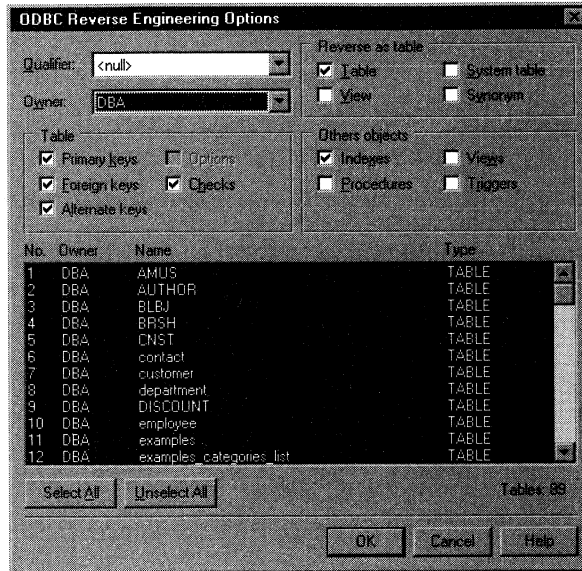 ODBC Reverse Engineering Options
Qualifier: <null>
Owner: DBA
Reverse as table
Table System table
View Synonym
Table
Primary keys Options
Foreign keys Checks
Alternate keys
Others objects
Indexes Views
Procedures Triggers
No. Owner Name Type
1 DBA AMUS TABLE
2 DBA AUTHOR TABLE
3 DBA BLBJ TABLE
4 DBA BRSH TABLE
5 DBA CNST TABLE
6 DBA contact TABLE
7 DBA customer TABLE
8 DBA department TABLE
9 DBA DISCOUNT TABLE
10 DBA employee TABLE
11 DBA examples TABLE
12 DBA examples_categories_list TABLE
Select All Unselect All Tables: 89
OK Cancel Help